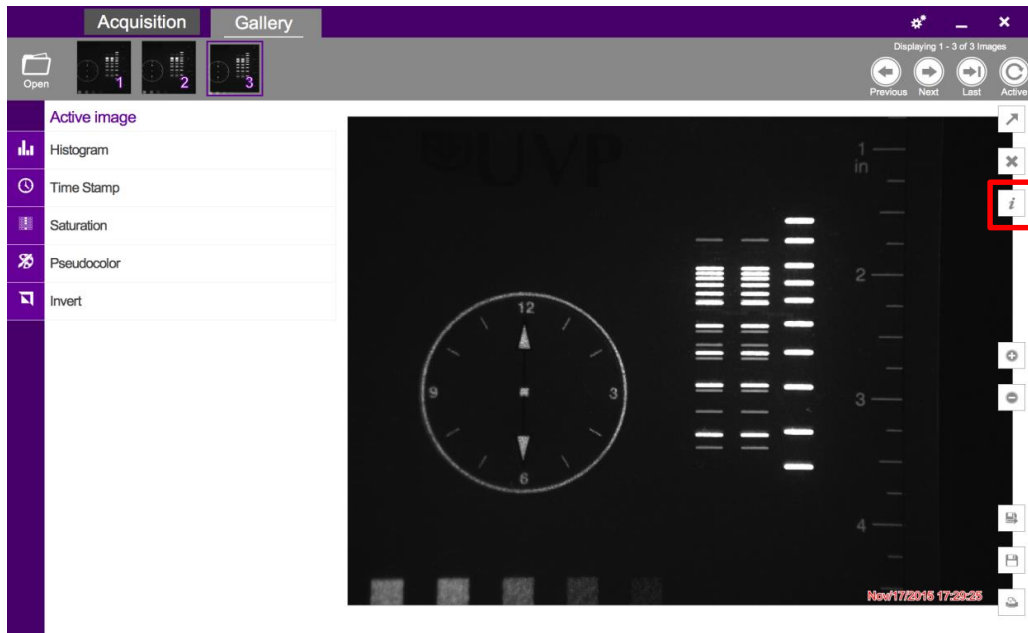 Acquisition Gallery
Displaying 1 - 3 of 3 Images
Open 1 2 3 Previous Next Last Active
Active image
Histogram
Time Stamp
Saturation
Pseudocolor
Invert
UVP
1
in
2
12
9 3
3
6
4
Nov/17/2015 17:29:25
i